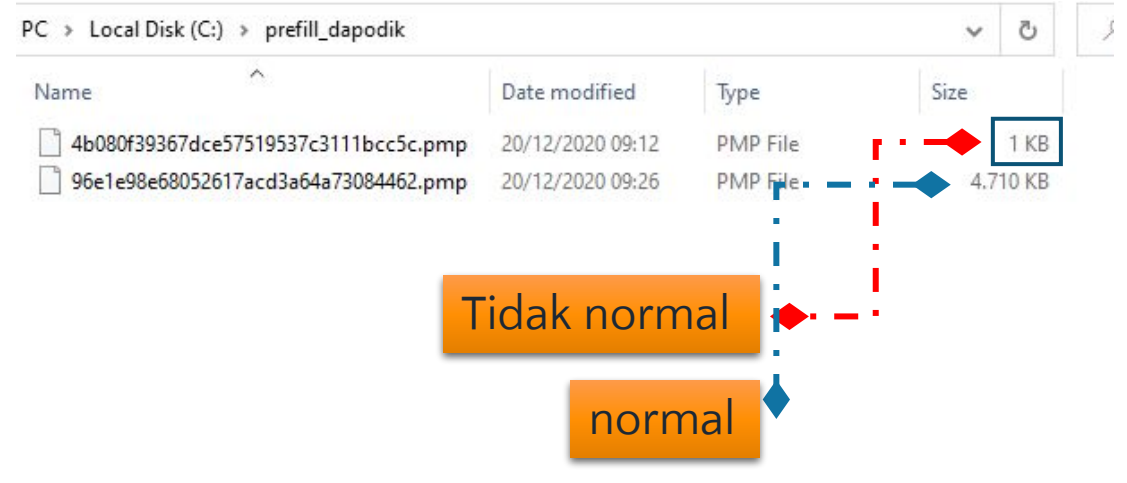 PC > Local Disk (C:) > prefill_dapodik
Name Date modified Type Size
4b080f39367dce57519537c3111bcc5c.pmp 20/12/2020 09:12 PMP File 1 KB
96e1e98e68052617acd3a64a73084462.pmp 20/12/2020 09:26 PMP File 4.710 KB
Tidak normal
normal